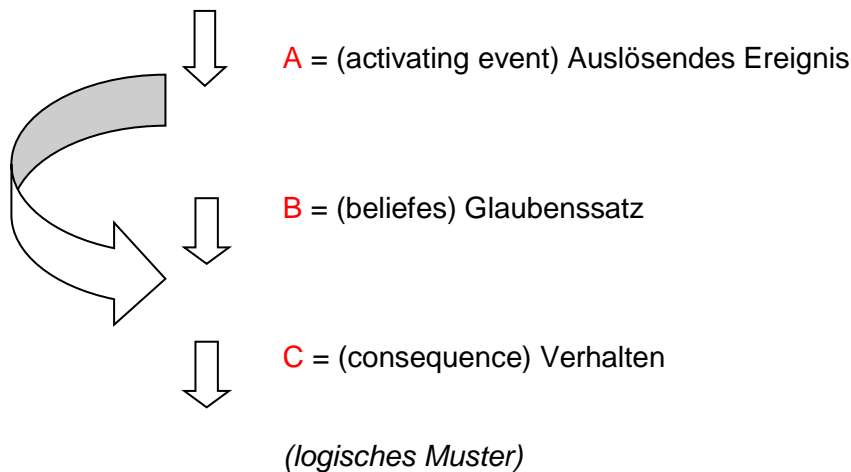 A = (activating event) Auslösendes Ereignis
B = (beliefes) Glaubenssatz
C = (consequence) Verhalten
(logisches Muster)